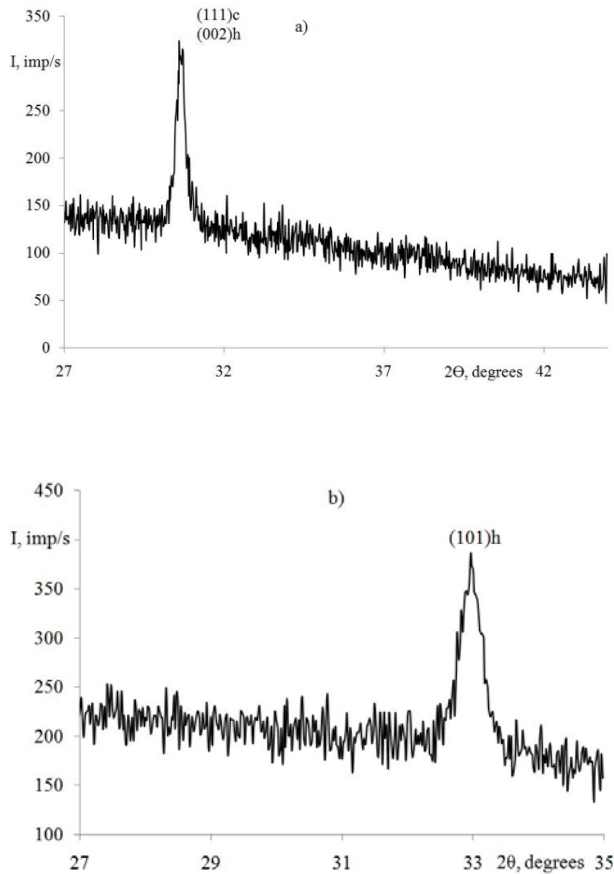 350
(111)c
(002)h
a)
I, imp/s
300
250
200
150
100
50
0
27 32 37 2Θ, degrees 42
450
b)
I, imp/s
(101)h
400
350
300
250
200
150
100
27 29 31 33 2θ, degrees 35